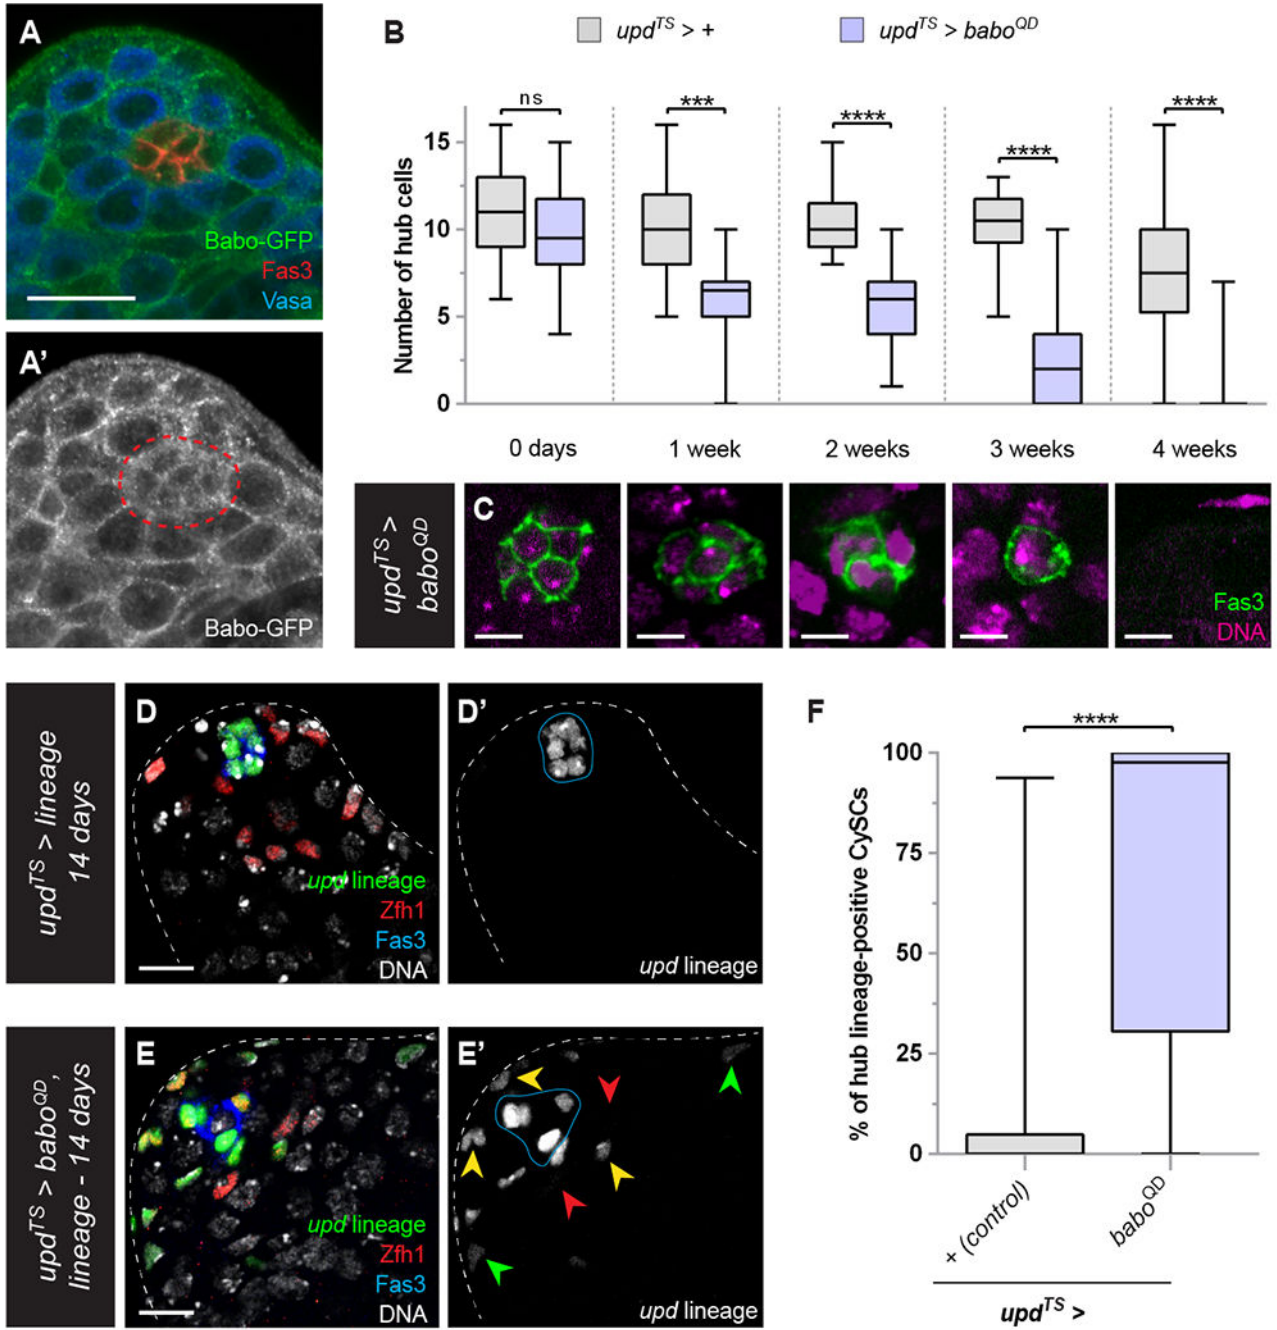 A
Babo-GFP
Fas3
Vasa
A'
Babo-GFP
B
updTS > +
updTS > baboQD
ns
***
****
****
****
Number of hub cells
15
10
5
0
0 days
1 week
2 weeks
3 weeks
4 weeks
updTS >
baboQD
C
Fas3
DNA
updTS > lineage
14 days
D
upd lineage
Zfh1
Fas3
DNA
D'
upd lineage
updTS > baboQD,
lineage - 14 days
E
upd lineage
Zfh1
Fas3
DNA
E'
upd lineage
F
****
% of hub lineage-positive CySCs
100
75
50
25
0
+ (control)
baboQD
updTS >